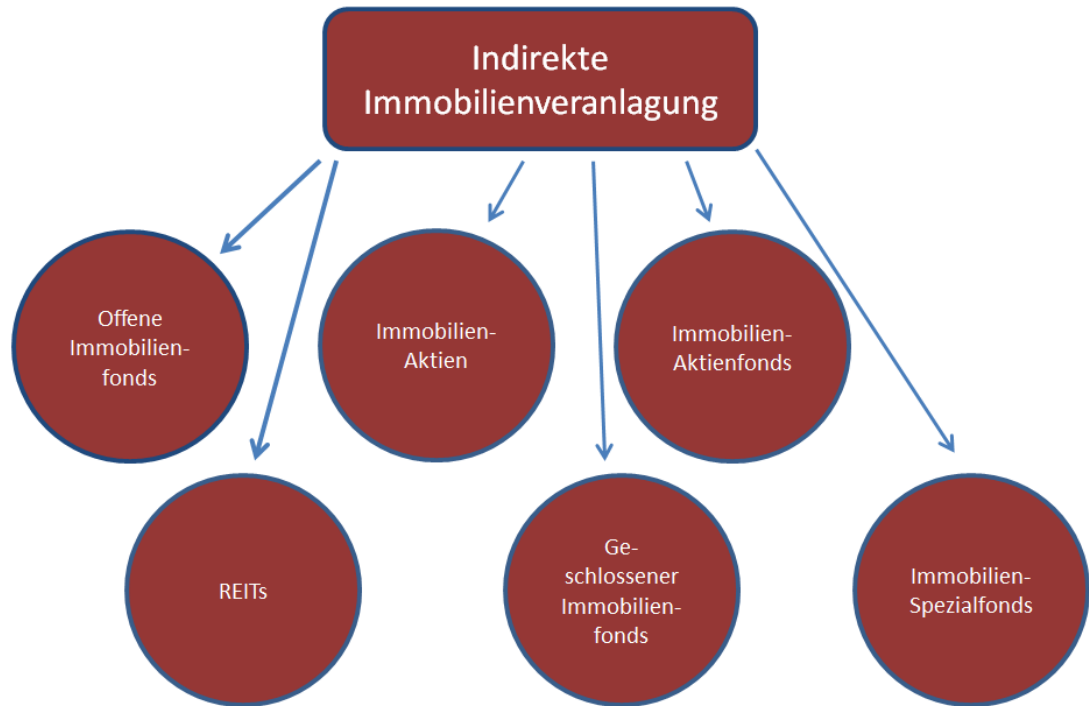 Indirekte
Immobilienveranlagung
Offene
Immobilien-
fonds
Immobilien-
Aktien
Immobilien-
Aktienfonds
REITs
Ge-
schlossener
Immobilien-
fonds
Immobilien-
Spezialfonds